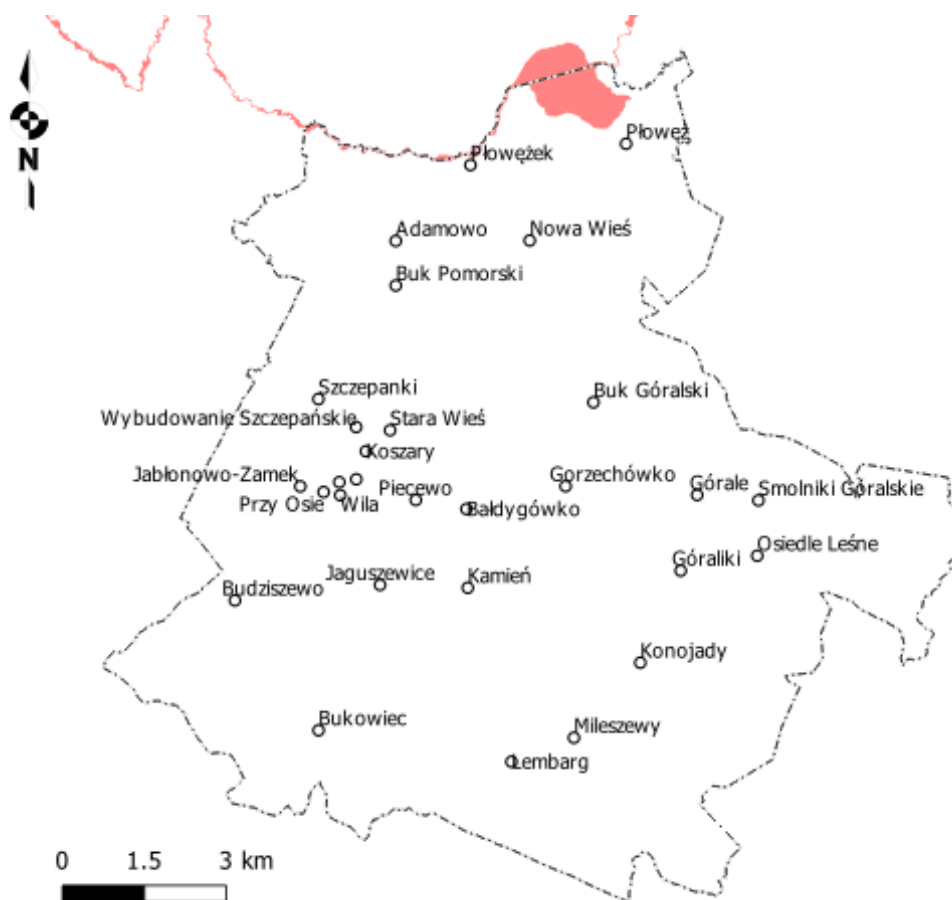 Płowęż
Płowężek
N
Adamowo
Nowa Wieś
Buk Pomorski
Szczepanki
Buk Góralski
Wybudowanie Szczepańskie
Stara Wieś
Koszary
Jabłonowo-Zamek
Gorzechówko
Górale
Smolniki Góralskie
Przy Osie
Wila
Piecewo
Bałdygówko
Osiedle Leśne
Góraliki
Jaguszewice
Kamień
Budziszewo
Konojady
Bukowiec
Mileszewy
Lembarg
0 1.5 3 km